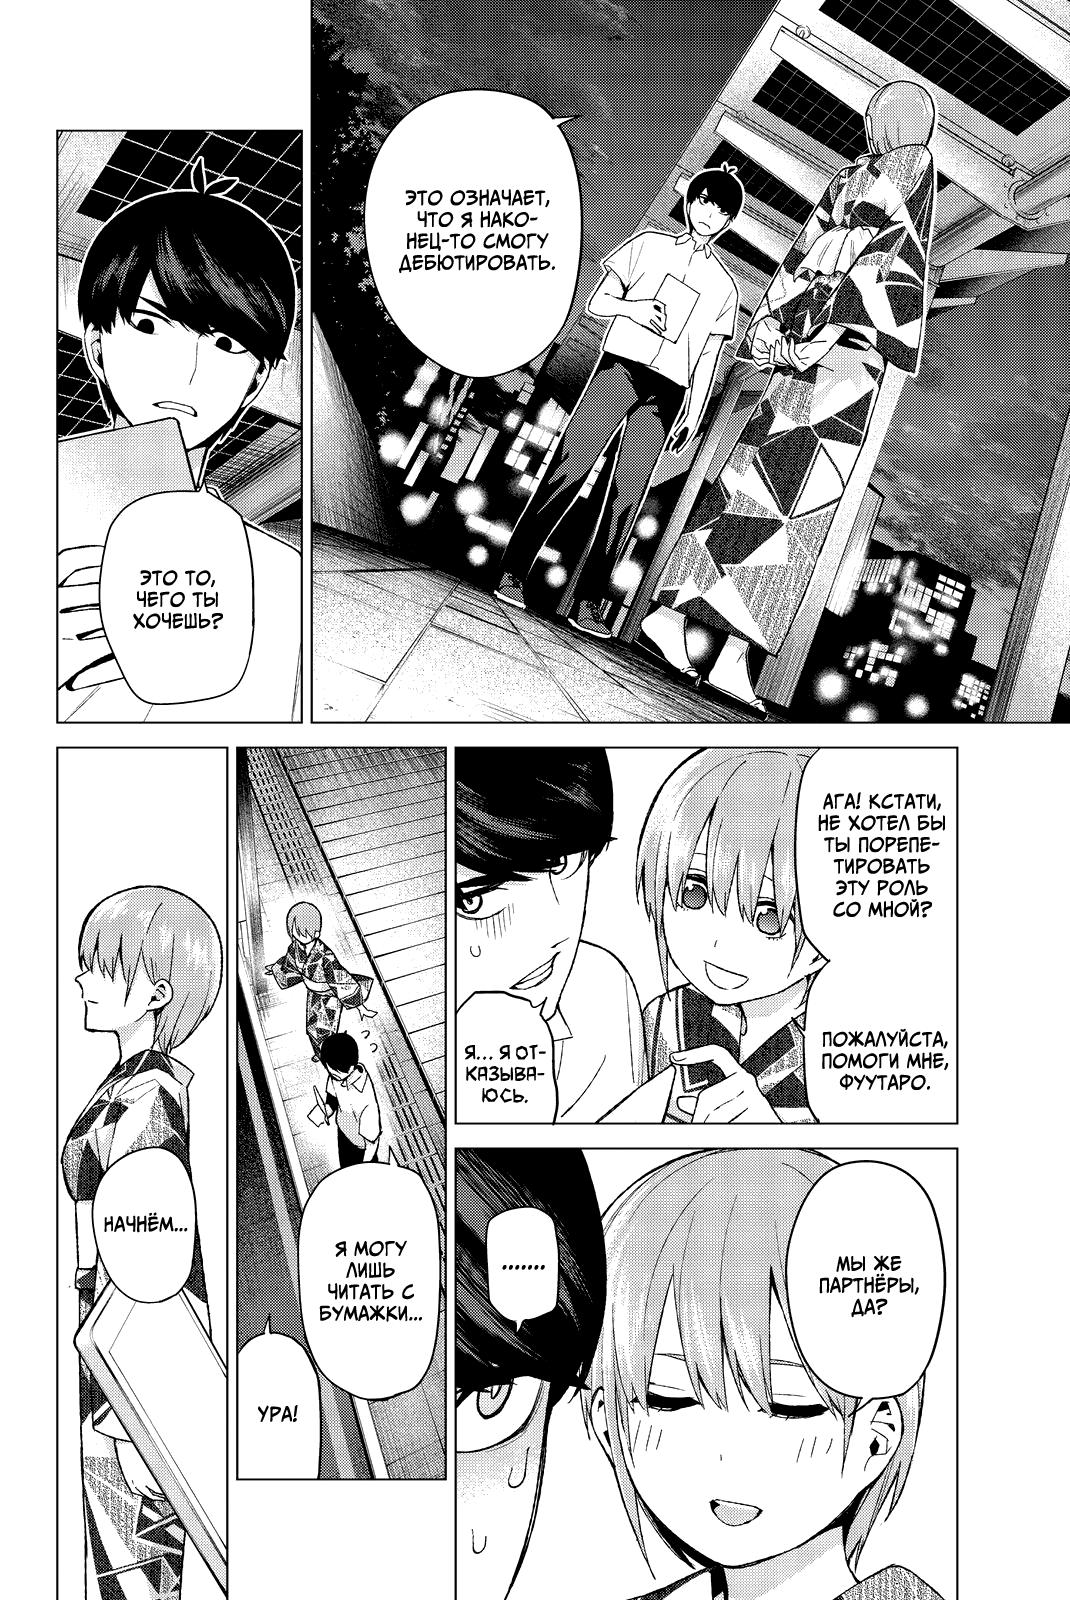 ЭТО ОЗНАЧАЕТ,
ЧТО Я НАКО-
НЕЦ-ТО СМОГУ
ДЕБЮТИРОВАТЬ.
ЭТО ТО,
ЧЕГО ТЫ
ХОЧЕШЬ?
АГА! КСТАТИ,
НЕ ХОТЕЛ БЫ
ТЫ ПОРЕПЕ-
ТИРОВАТЬ
ЭТУ РОЛЬ
СО МНОЙ?
ПОЖАЛУЙСТА,
ПОМОГИ МНЕ,
ФУУТАРО.
Я... Я ОТ-
КАЗЫВА-
ЮСЬ.
МЫ ЖЕ
ПАРТНЁРЫ,
ДА?
.......
Я МОГУ
ЛИШЬ
ЧИТАТЬ С
БУМАЖКИ...
УРА!
НАЧНЁМ...